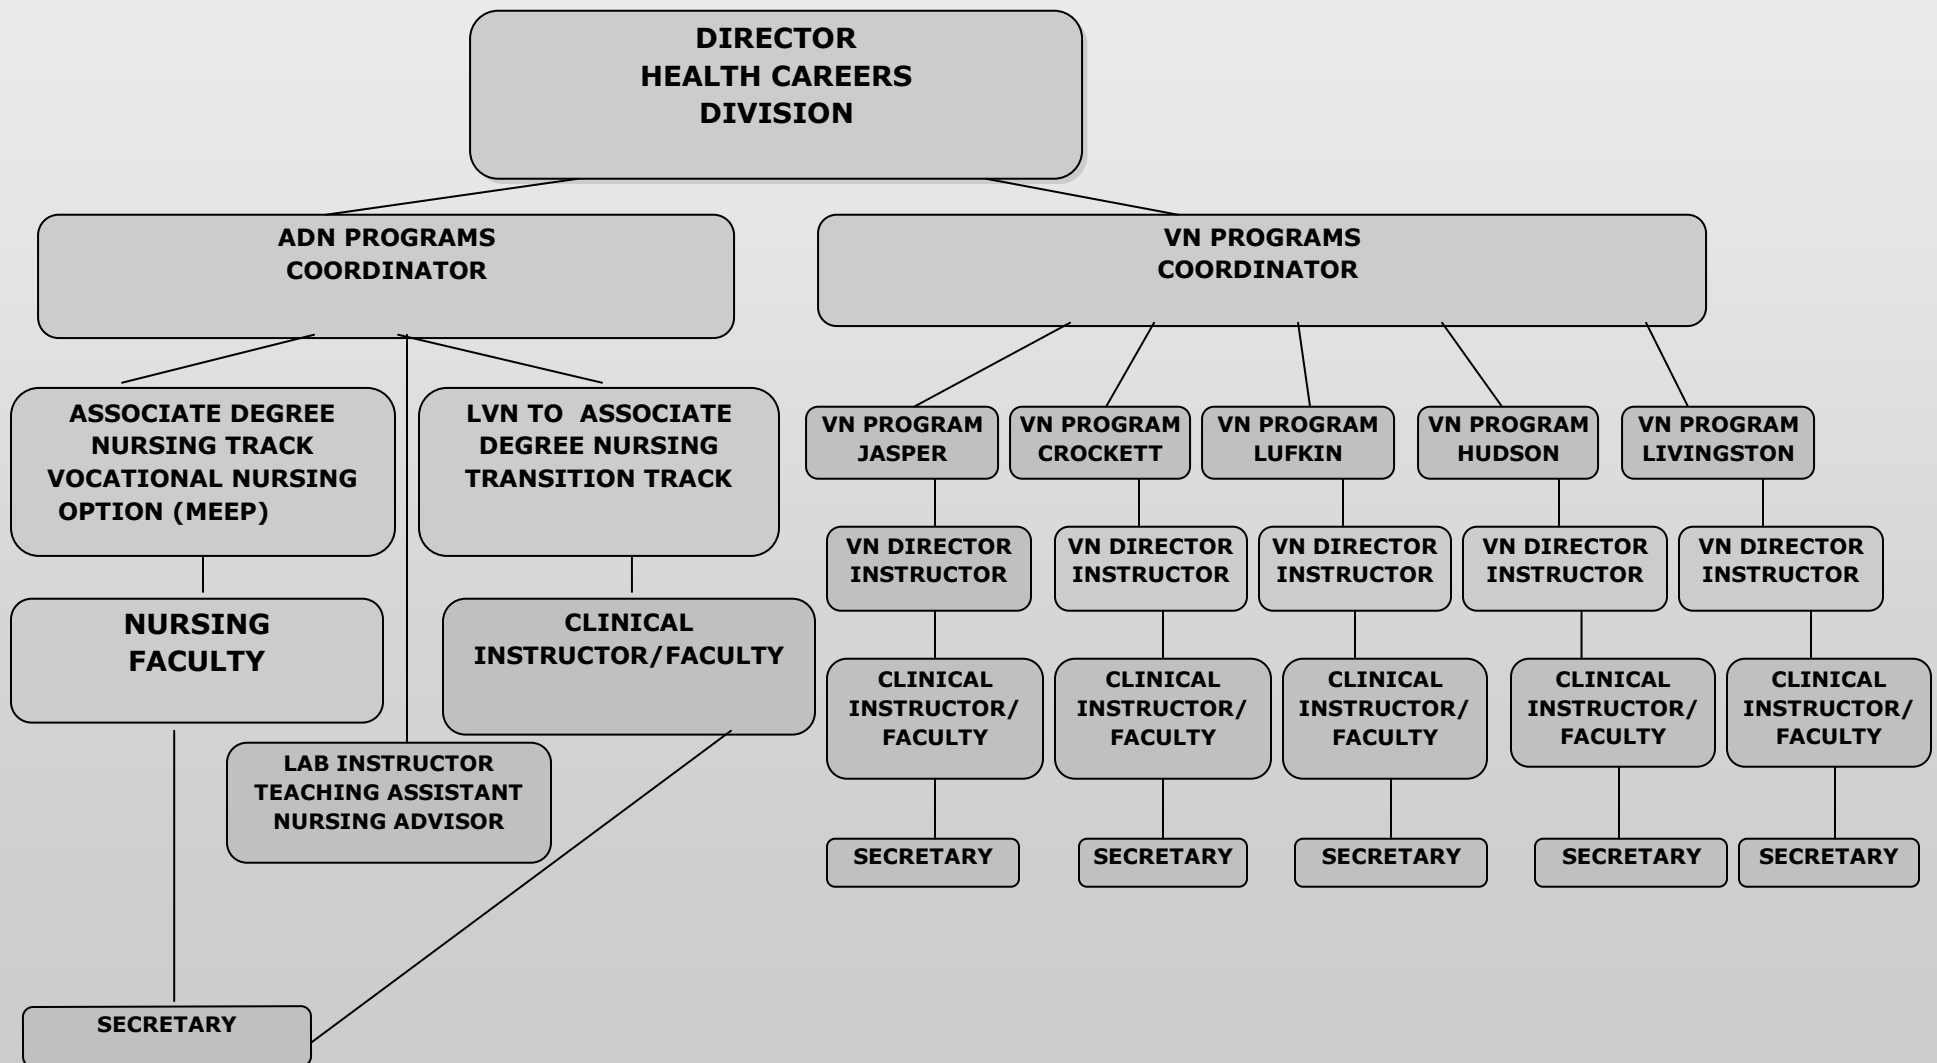 DIRECTOR
HEALTH CAREERS
DIVISION
ADN PROGRAMS
COORDINATOR
VN PROGRAMS
COORDINATOR
ASSOCIATE DEGREE
NURSING TRACK
VOCATIONAL NURSING
OPTION (MEEP)
LVN TO ASSOCIATE
DEGREE NURSING
TRANSITION TRACK
VN PROGRAM
JASPER
VN PROGRAM
CROCKETT
VN PROGRAM
LUFKIN
VN PROGRAM
HUDSON
VN PROGRAM
LIVINGSTON
VN DIRECTOR
INSTRUCTOR
VN DIRECTOR
INSTRUCTOR
VN DIRECTOR
INSTRUCTOR
VN DIRECTOR
INSTRUCTOR
VN DIRECTOR
INSTRUCTOR
NURSING
FACULTY
CLINICAL
INSTRUCTOR/FACULTY
CLINICAL
INSTRUCTOR/
FACULTY
CLINICAL
INSTRUCTOR/
FACULTY
CLINICAL
INSTRUCTOR/
FACULTY
CLINICAL
INSTRUCTOR/
FACULTY
CLINICAL
INSTRUCTOR/
FACULTY
LAB INSTRUCTOR
TEACHING ASSISTANT
NURSING ADVISOR
SECRETARY
SECRETARY
SECRETARY
SECRETARY
SECRETARY
SECRETARY